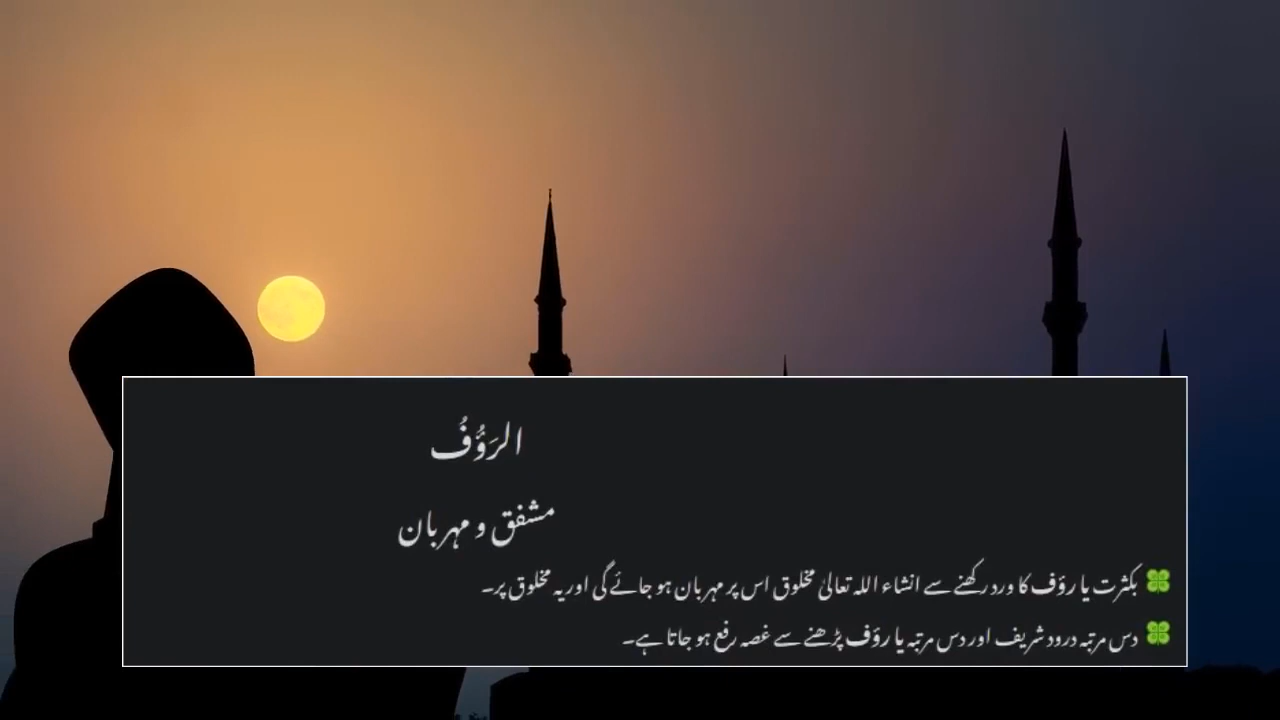 الرَؤُفُ
مشفق و مہربان
بکثرت یا رؤف کا ورد رکھنے سے انشاء اللہ تعالیٰ مخلوق اس پر مہربان ہو جائے گی اور یہ مخلوق پر۔
دس مرتبہ درود شریف اور دس مرتبہ یا رؤف پڑھنے سے غصہ رفع ہو جاتا ہے۔